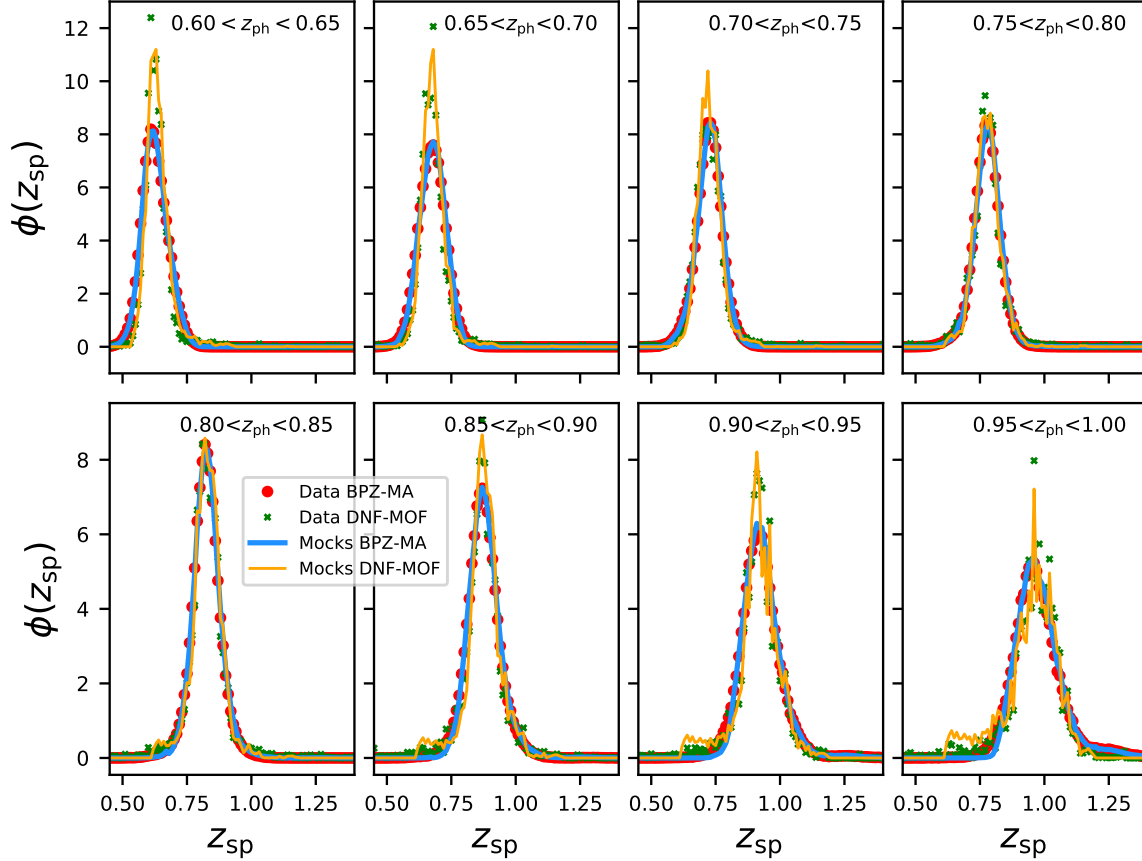 0.60 < z_ph < 0.65
0.65<z_ph<0.70
0.70<z_ph<0.75
0.75<z_ph<0.80
12
10
8
6
4
2
0
ϕ(z_sp)
0.80<z_ph<0.85
0.85<z_ph<0.90
0.90<z_ph<0.95
0.95<z_ph<1.00
8
6
4
2
0
ϕ(z_sp)
Data BPZ-MA
Data DNF-MOF
Mocks BPZ-MA
Mocks DNF-MOF
0.50 0.75 1.00 1.25
0.50 0.75 1.00 1.25
0.50 0.75 1.00 1.25
0.50 0.75 1.00 1.25
z_sp
z_sp
z_sp
z_sp